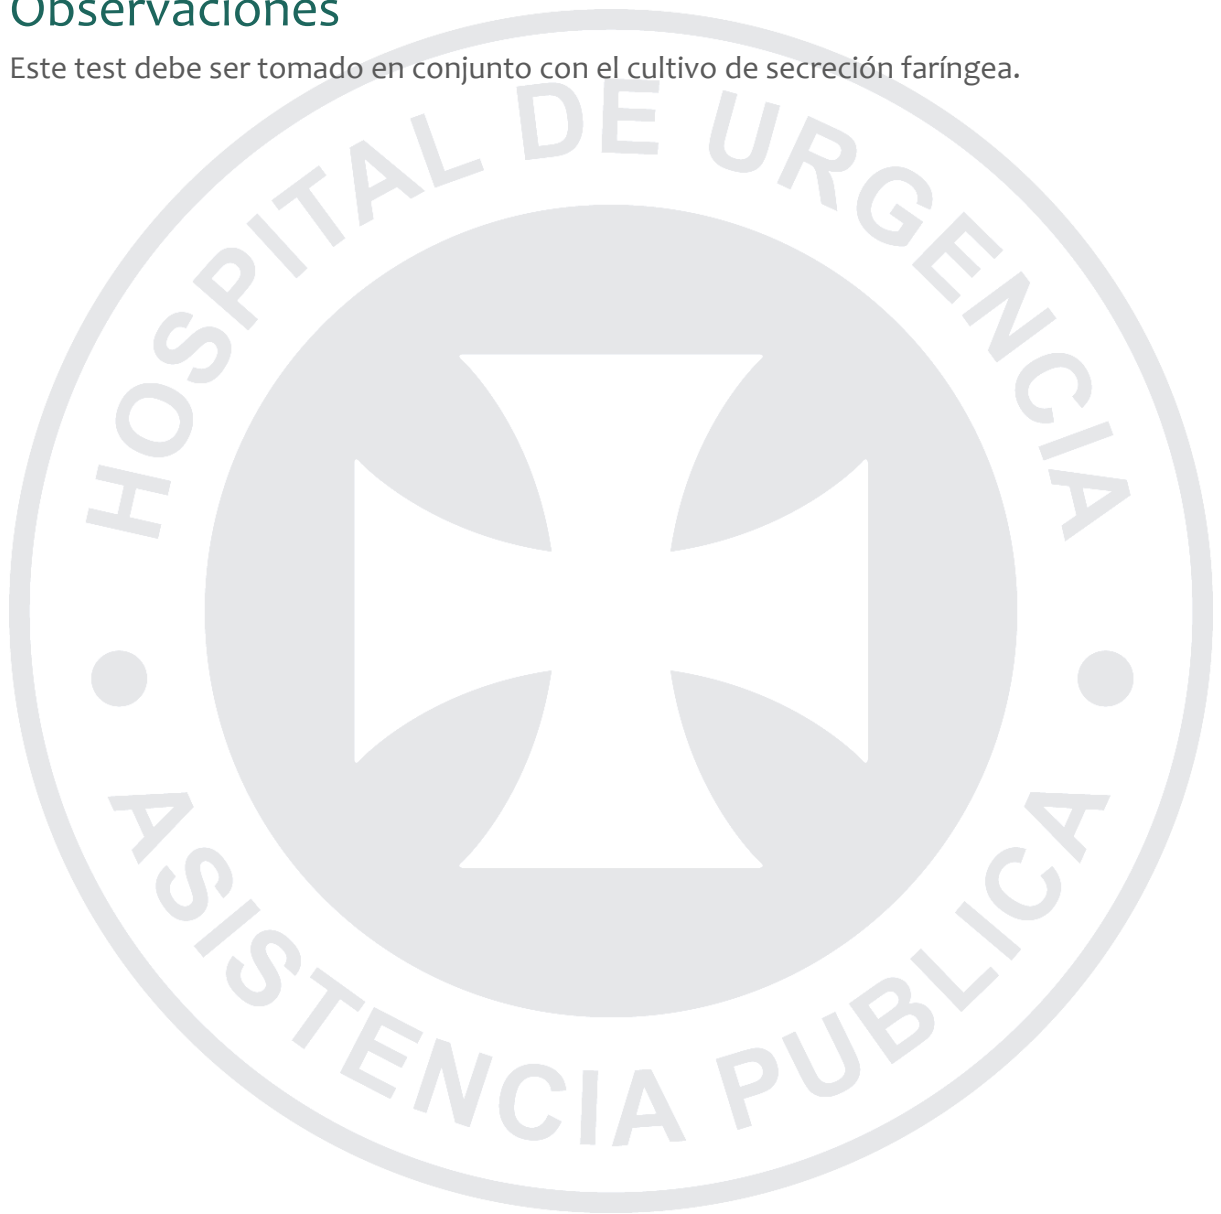 Observaciones
Este test debe ser tomado en conjunto con el cultivo de secreción faríngea.
HOSPITAL DE URGENCIA
ASISTENCIA PUBLICA